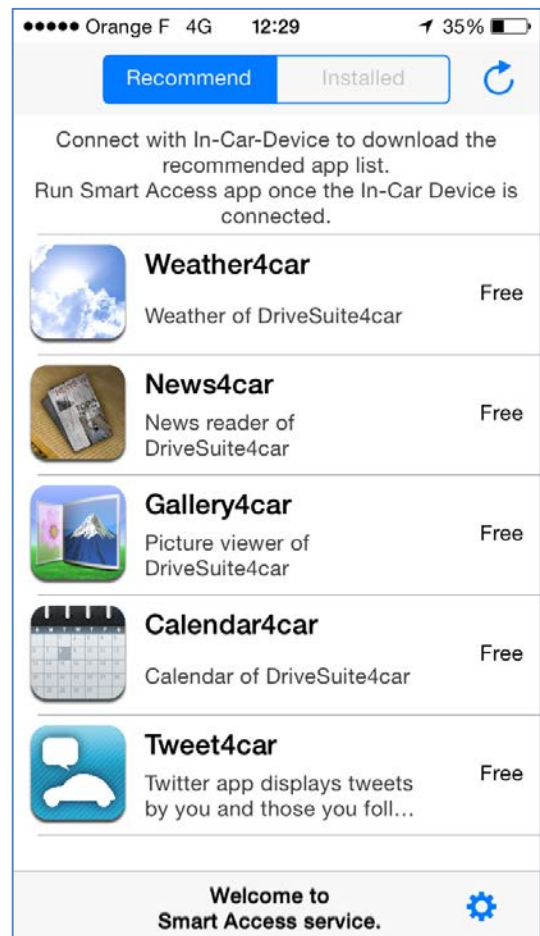 Orange F 4G 12:29 35%
Recommend Installed
Connect with In-Car-Device to download the
recommended app list.
Run Smart Access app once the In-Car Device is
connected.
Weather4car
Weather of DriveSuite4car
Free
News4car
News reader of
DriveSuite4car
Free
Gallery4car
Picture viewer of
DriveSuite4car
Free
Calendar4car
Calendar of DriveSuite4car
Free
Tweet4car
Twitter app displays tweets
by you and those you foll...
Free
Welcome to
Smart Access service.